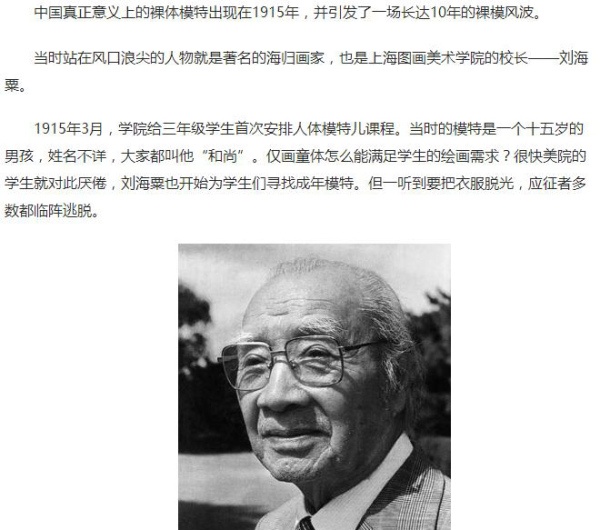 中国真正意义上的裸体模特出现在1915年，并引发了一场长达10年的裸模风波。
当时站在风口浪尖的人物就是著名的海归画家，也是上海图画美术学院的校长——刘海
粟。
1915年3月，学院给三年级学生首次安排人体模特儿课程。当时的模特是一个十五岁的
男孩，姓名不详，大家都叫他“和尚”。仅画童体怎么能满足学生的绘画需求？很快美院的
学生就对此厌倦，刘海粟也开始为学生们寻找成年模特。但一听到要把衣服脱光，应征者多
数都临阵逃脱。